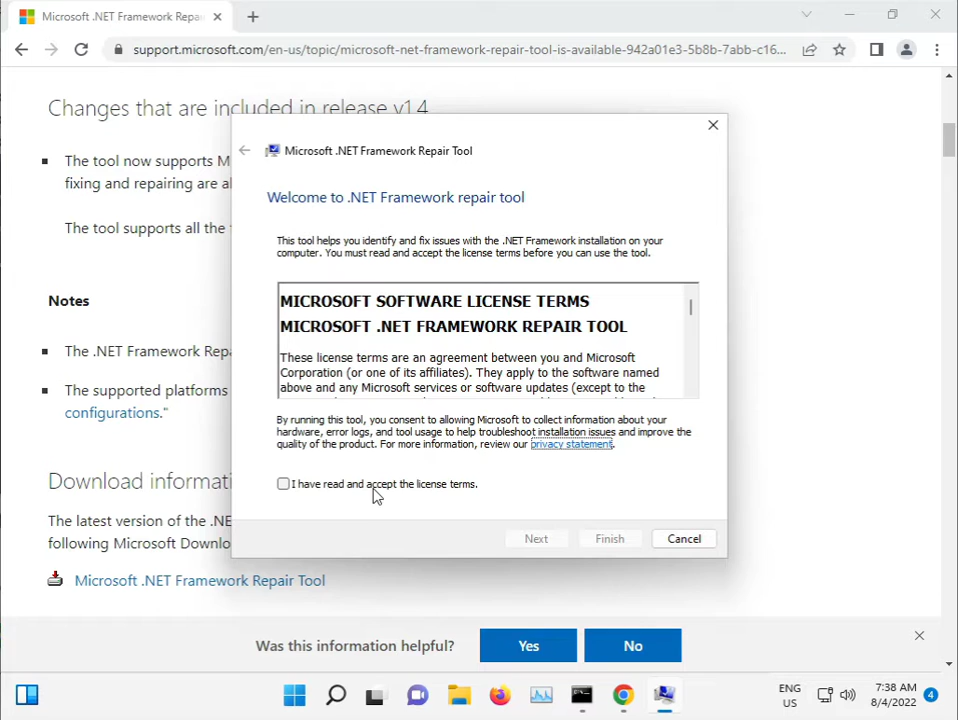 Microsoft .NET Framework Repa
support.microsoft.com/en-us/topic/microsoft-net-framework-repair-tool-is-available-942a01e3-5b8b-7abb-c16...
Changes that are included in release v1.4
The tool now supports M
fixing and repairing are al
The tool supports all the
Notes
The .NET Framework Repa
The supported platforms
configurations."
Download informati
The latest version of the .NE
following Microsoft Downlo
Microsoft .NET Framework Repair Tool
Microsoft .NET Framework Repair Tool
Welcome to .NET Framework repair tool
This tool helps you identify and fix issues with the .NET Framework installation on your
computer. You must read and accept the license terms before you can use the tool.
MICROSOFT SOFTWARE LICENSE TERMS
MICROSOFT .NET FRAMEWORK REPAIR TOOL
These license terms are an agreement between you and Microsoft
Corporation (or one of its affiliates). They apply to the software named
above and any Microsoft services or software updates (except to the
By running this tool, you consent to allowing Microsoft to collect information about your
hardware, error logs, and tool usage to help troubleshoot installation issues and improve the
quality of the product. For more information, review our privacy statement.
I have read and accept the license terms.
Next Finish Cancel
Was this information helpful? Yes No
ENG
US
7:38 AM
8/4/2022
4